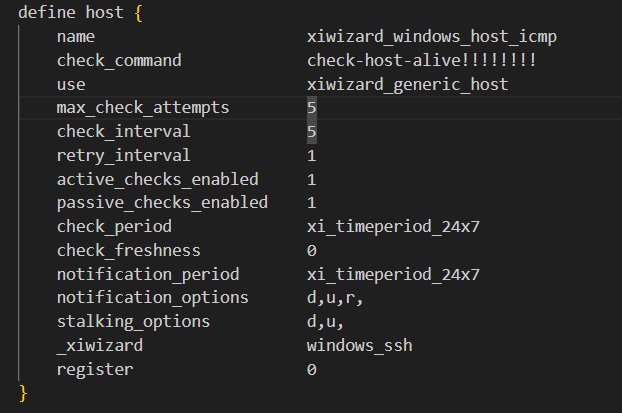 define host {
name xiwizard_windows_host_icmp
check_command check-host-alive!!!!!!!!
use xiwizard_generic_host
max_check_attempts 5
check_interval 5
retry_interval 1
active_checks_enabled 1
passive_checks_enabled 1
check_period xi_timeperiod_24x7
check_freshness 0
notification_period xi_timeperiod_24x7
notification_options d,u,r,
stalking_options d,u,
_xiwizard windows_ssh
register 0
}